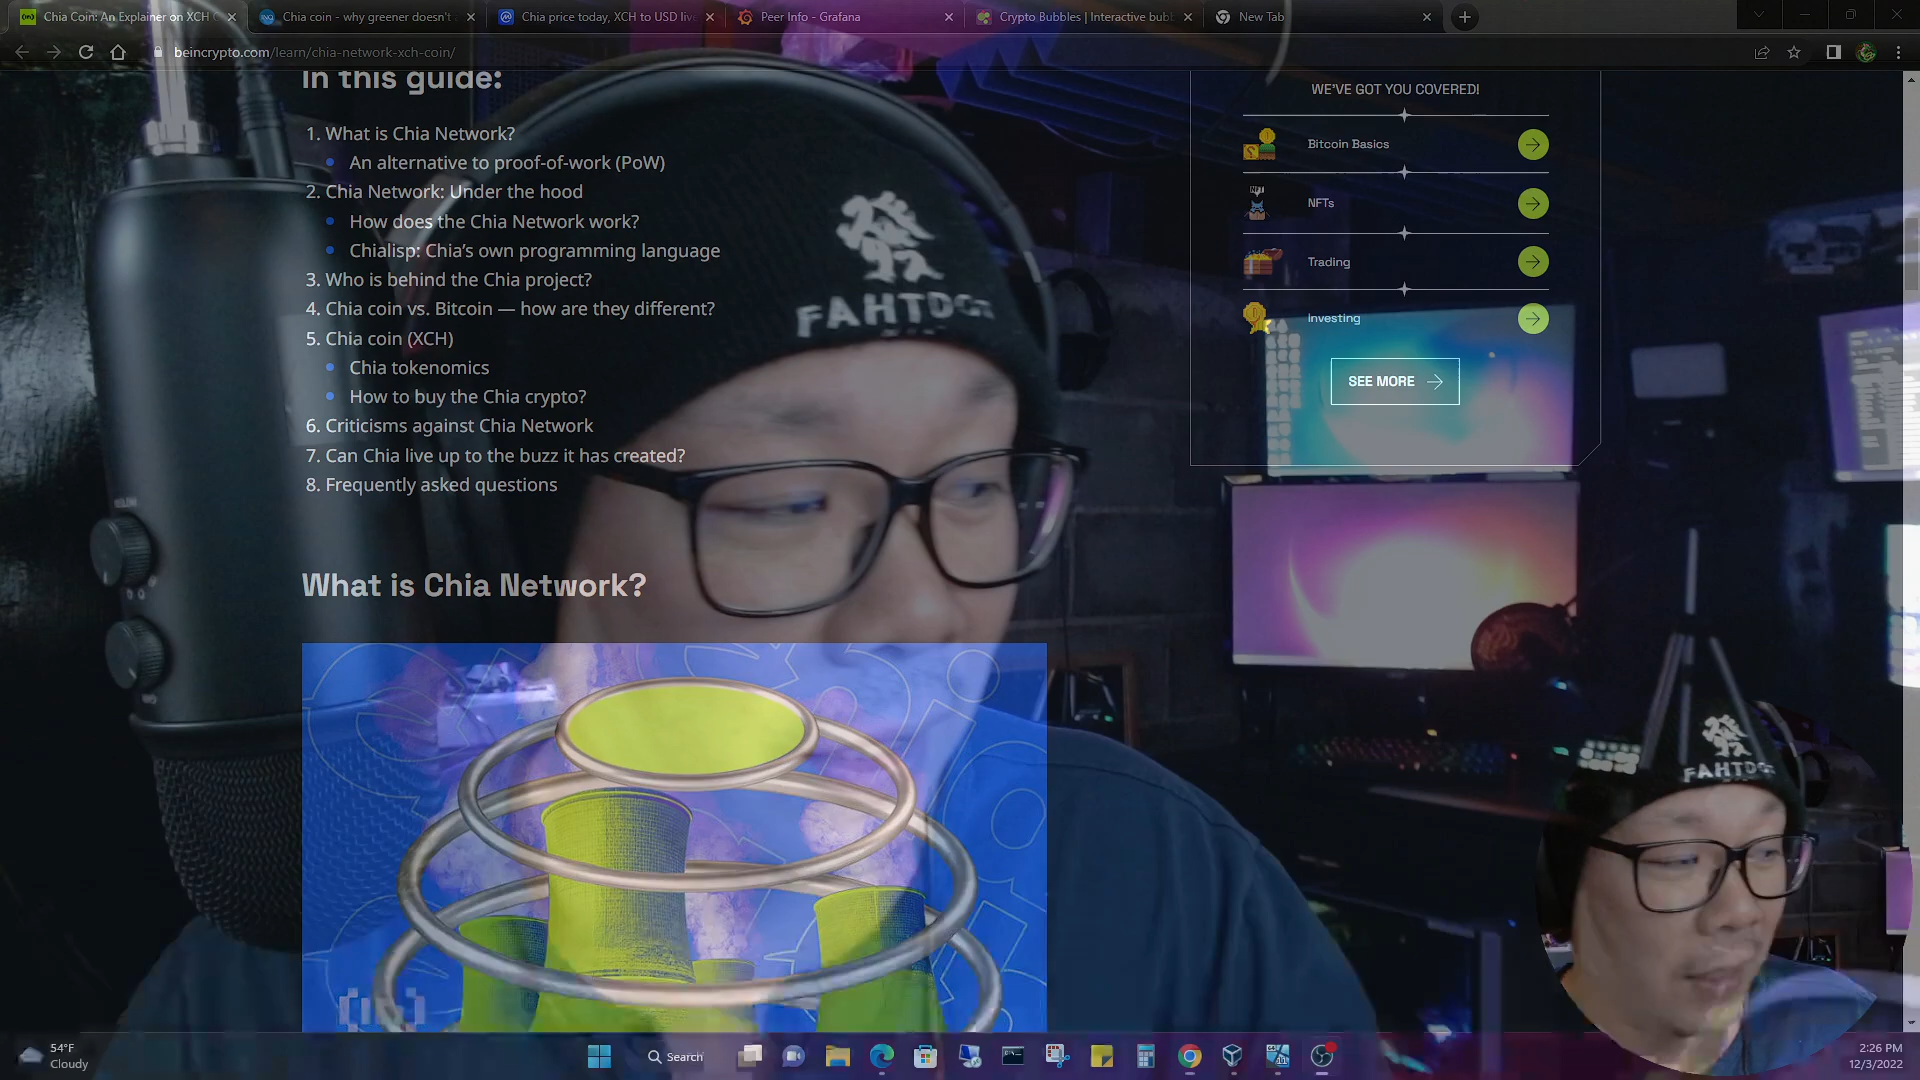 Chia Coin: An Explainer on XCH C
Chia coin - why greener doesn't a
Chia price today, XCH to USD live
Peer Info - Grafana
Crypto Bubbles | Interactive bubb
New Tab
beincrypto.com/learn/chia-network-xch-coin/
In this guide:
1. What is Chia Network?
An alternative to proof-of-work (PoW)
2. Chia Network: Under the hood
How does the Chia Network work?
Chialisp: Chia's own programming language
3. Who is behind the Chia project?
4. Chia coin vs. Bitcoin — how are they different?
5. Chia coin (XCH)
Chia tokenomics
How to buy the Chia crypto?
6. Criticisms against Chia Network
7. Can Chia live up to the buzz it has created?
8. Frequently asked questions
What is Chia Network?
WE'VE GOT YOU COVERED!
Bitcoin Basics
NFTs
Trading
Investing
SEE MORE
發
FAHTDOG
發
FAHTDOG
54°F
Cloudy
Search
2:26 PM
12/3/2022